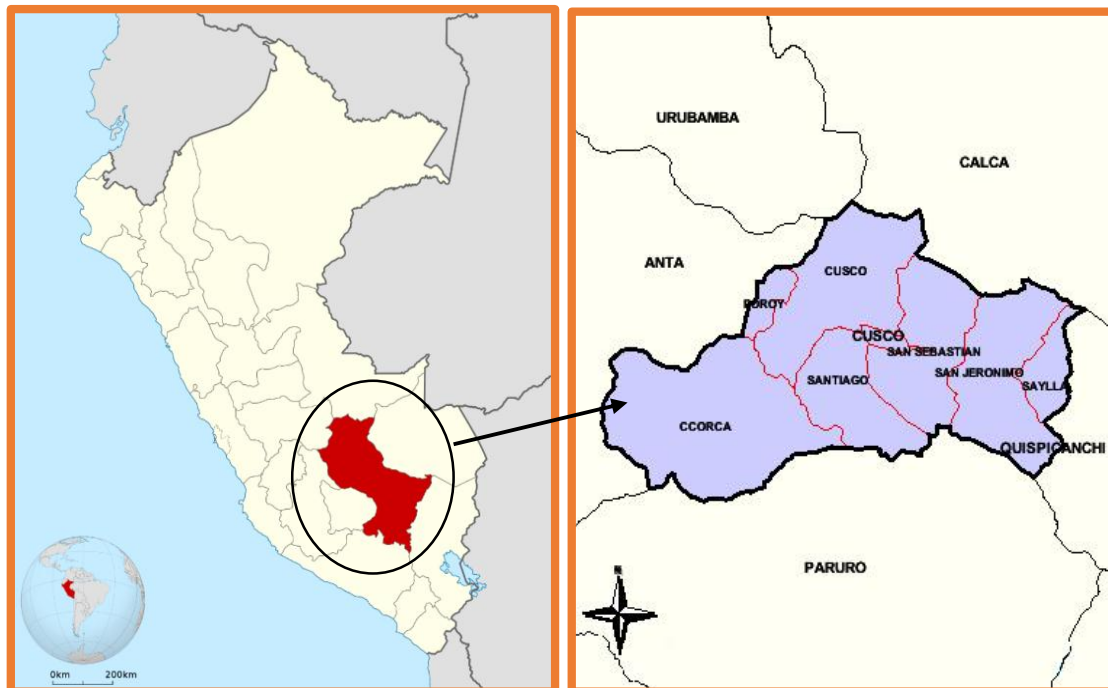 0km 200km
URUBAMBA
CALCA
ANTA
CUSCO
POROY
CUSCO
SAN SEBASTIAN
SANTIAGO
SAN JERONIMO
SAYLLA
CCORCA
QUISPICANCHI
PARURO
N